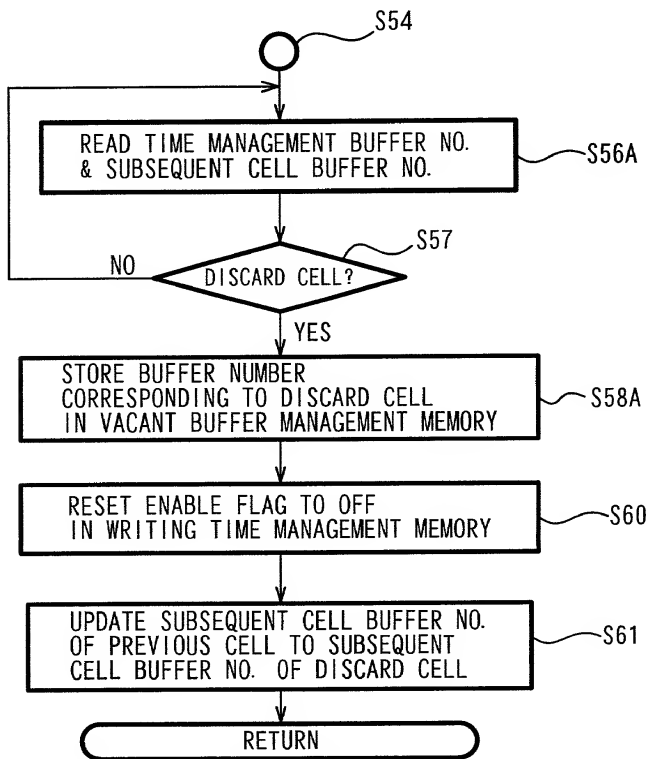 S54
READ TIME MANAGEMENT BUFFER NO.
& SUBSEQUENT CELL BUFFER NO.
S56A
S57
NO
DISCARD CELL?
YES
STORE BUFFER NUMBER
CORRESPONDING TO DISCARD CELL
IN VACANT BUFFER MANAGEMENT MEMORY
S58A
RESET ENABLE FLAG TO OFF
IN WRITING TIME MANAGEMENT MEMORY
S60
UPDATE SUBSEQUENT CELL BUFFER NO.
OF PREVIOUS CELL TO SUBSEQUENT
CELL BUFFER NO. OF DISCARD CELL
S61
RETURN